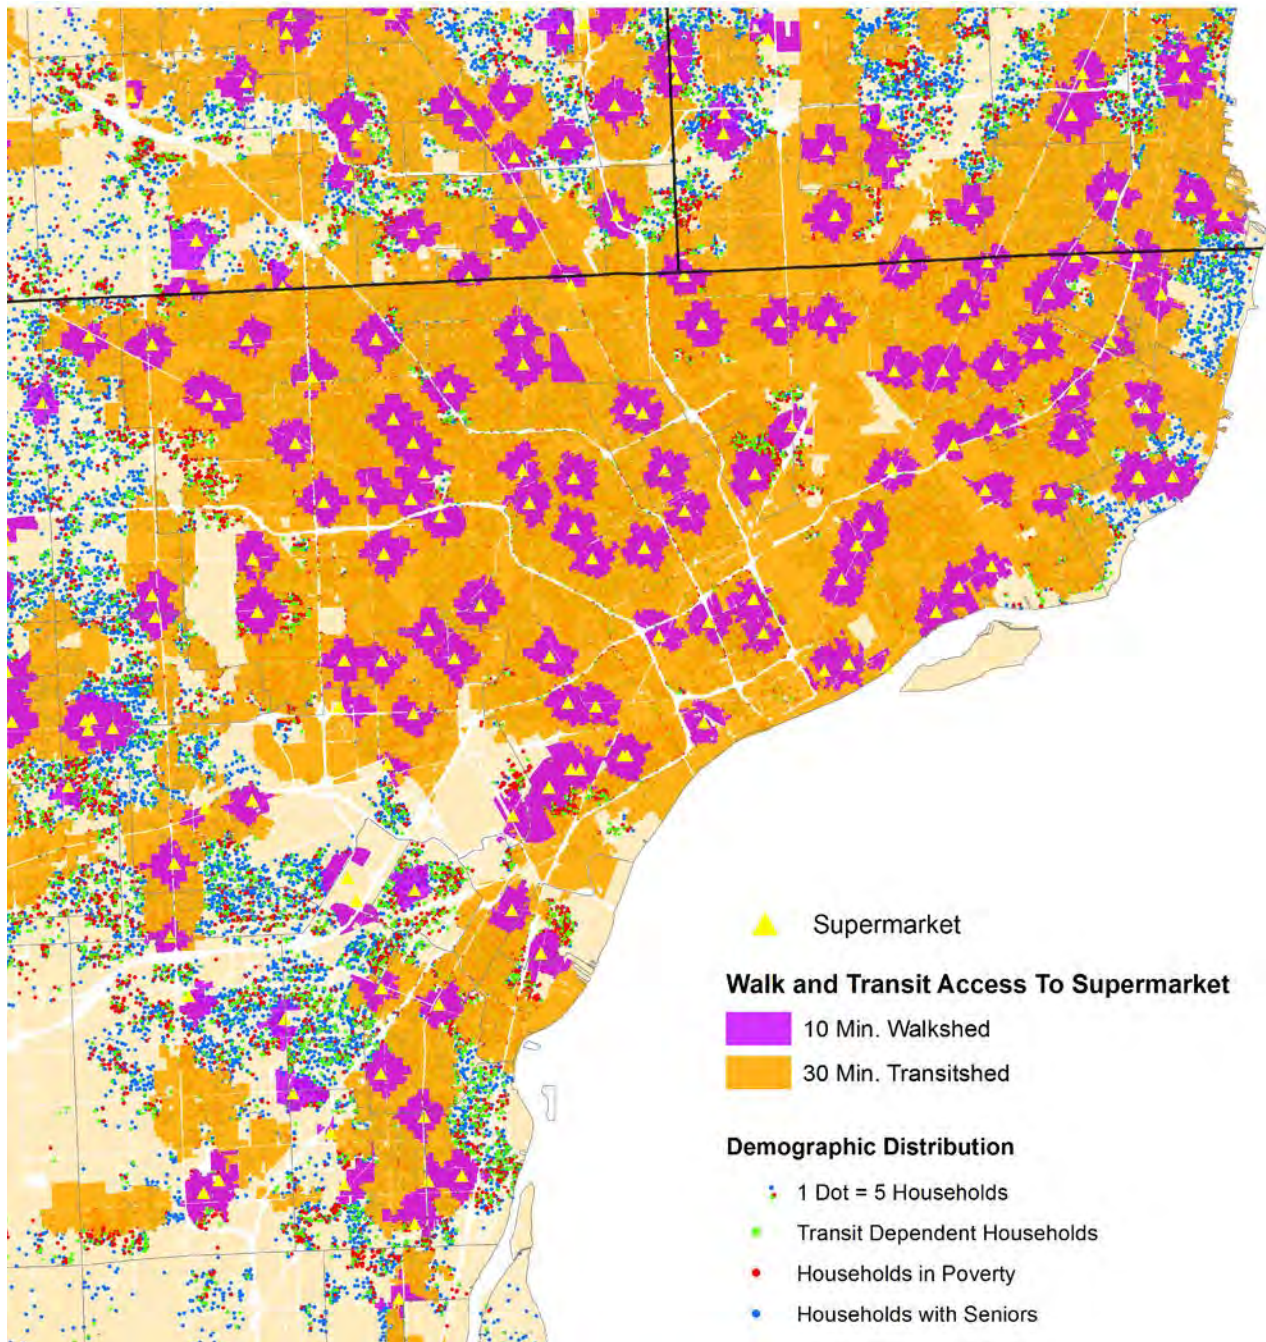 Supermarket
Walk and Transit Access To Supermarket
10 Min. Walkshed
30 Min. Transitshed
Demographic Distribution
1 Dot = 5 Households
Transit Dependent Households
Households in Poverty
Households with Seniors